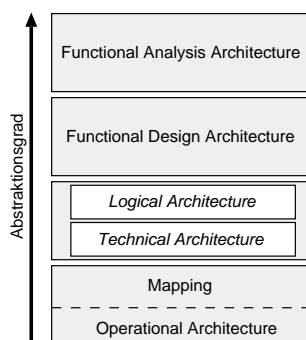 Functional Analysis Architecture
Functional Design Architecture
Logical Architecture
Technical Architecture
Mapping
Operational Architecture
Abstraktionsgrad